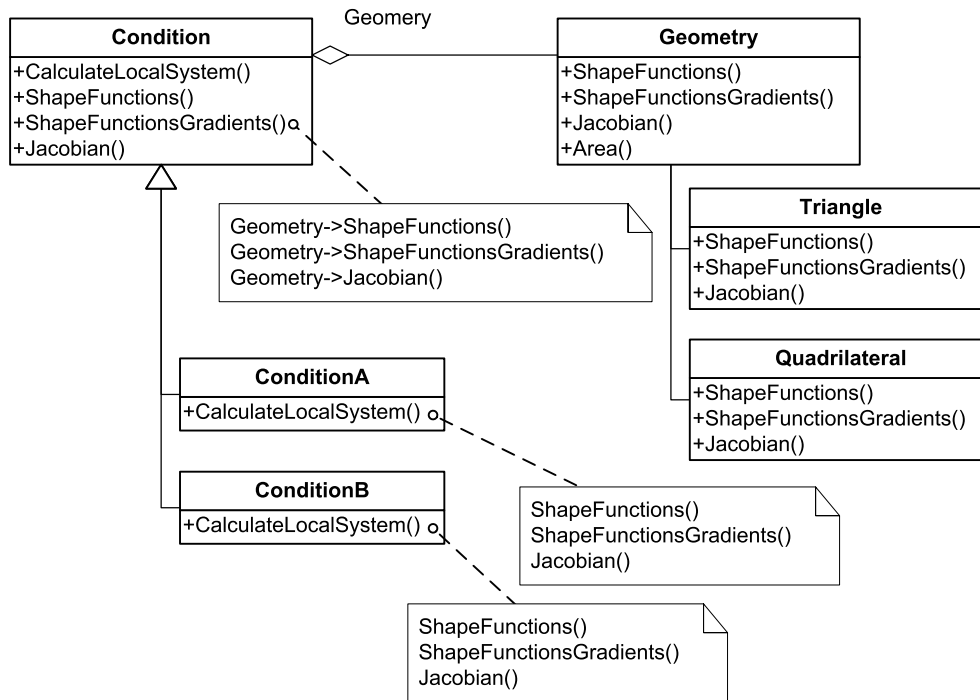 Geomery
Condition
+CalculateLocalSystem()
+ShapeFunctions()
+ShapeFunctionsGradients()
+Jacobian()
Geometry
+ShapeFunctions()
+ShapeFunctionsGradients()
+Jacobian()
+Area()
Geometry->ShapeFunctions()
Geometry->ShapeFunctionsGradients()
Geometry->Jacobian()
Triangle
+ShapeFunctions()
+ShapeFunctionsGradients()
+Jacobian()
Quadrilateral
+ShapeFunctions()
+ShapeFunctionsGradients()
+Jacobian()
ConditionA
+CalculateLocalSystem()
ConditionB
+CalculateLocalSystem()
ShapeFunctions()
ShapeFunctionsGradients()
Jacobian()
ShapeFunctions()
ShapeFunctionsGradients()
Jacobian()